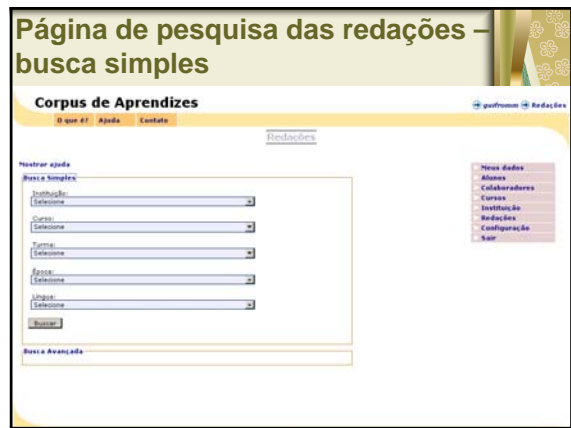 Página de pesquisa das redações –
busca simples
Corpus de Aprendizes
guifromm Redações
O que é? Ajuda Contato
Redações
Mostrar ajuda
Busca Simples
Instituição:
Selecione
Curso:
Selecione
Turma:
Selecione
Época:
Selecione
Língua:
Selecione
Buscar
Busca Avançada
Meus dados
Alunos
Colaboradores
Cursos
Instituição
Redações
Configuração
Sair